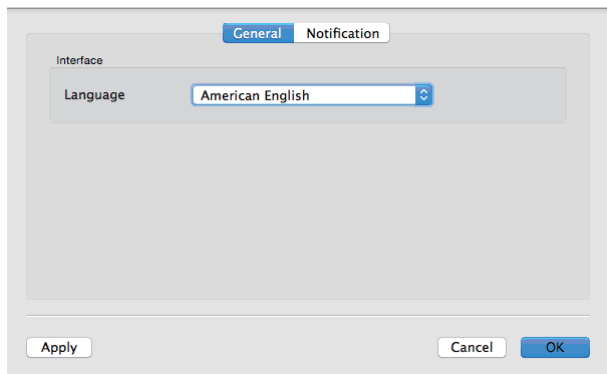 General Notification
Interface
Language American English
Apply Cancel OK